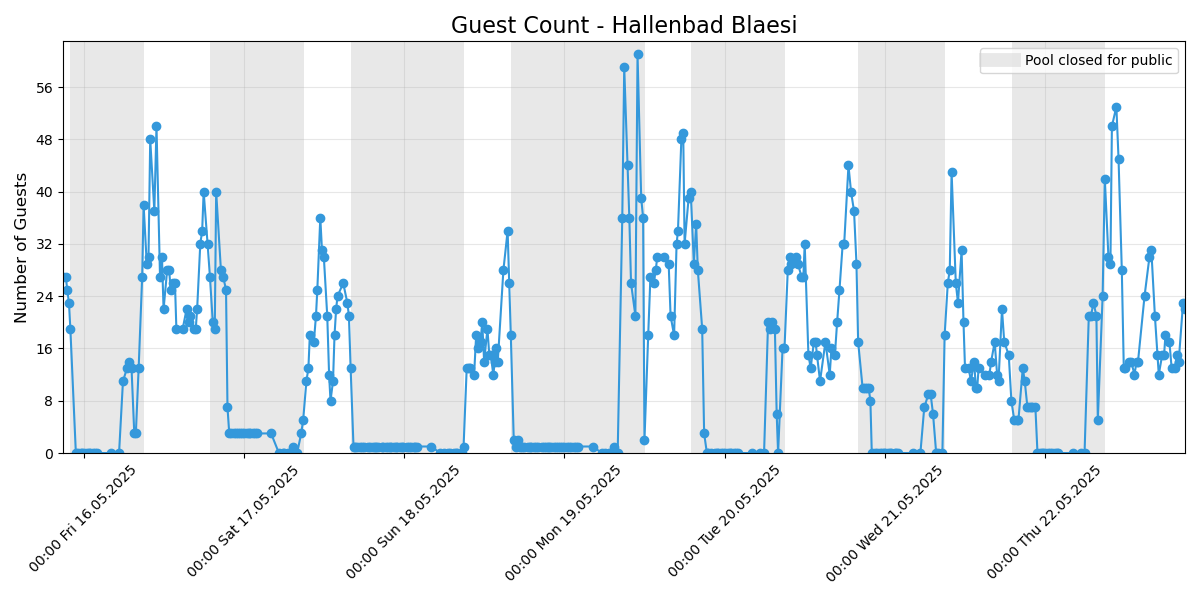 Guest Count - Hallenbad Blaesi
Pool closed for public
Number of Guests
56
48
40
32
24
16
8
0
00:00 Fri 16.05.2025
00:00 Sat 17.05.2025
00:00 Sun 18.05.2025
00:00 Mon 19.05.2025
00:00 Tue 20.05.2025
00:00 Wed 21.05.2025
00:00 Thu 22.05.2025